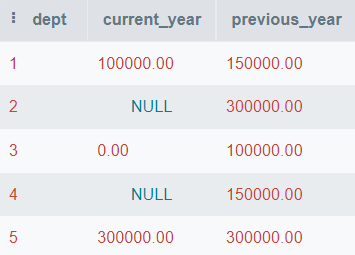 dept current_year previous_year
1 100000.00 150000.00
2 NULL 300000.00
3 0.00 100000.00
4 NULL 150000.00
5 300000.00 300000.00